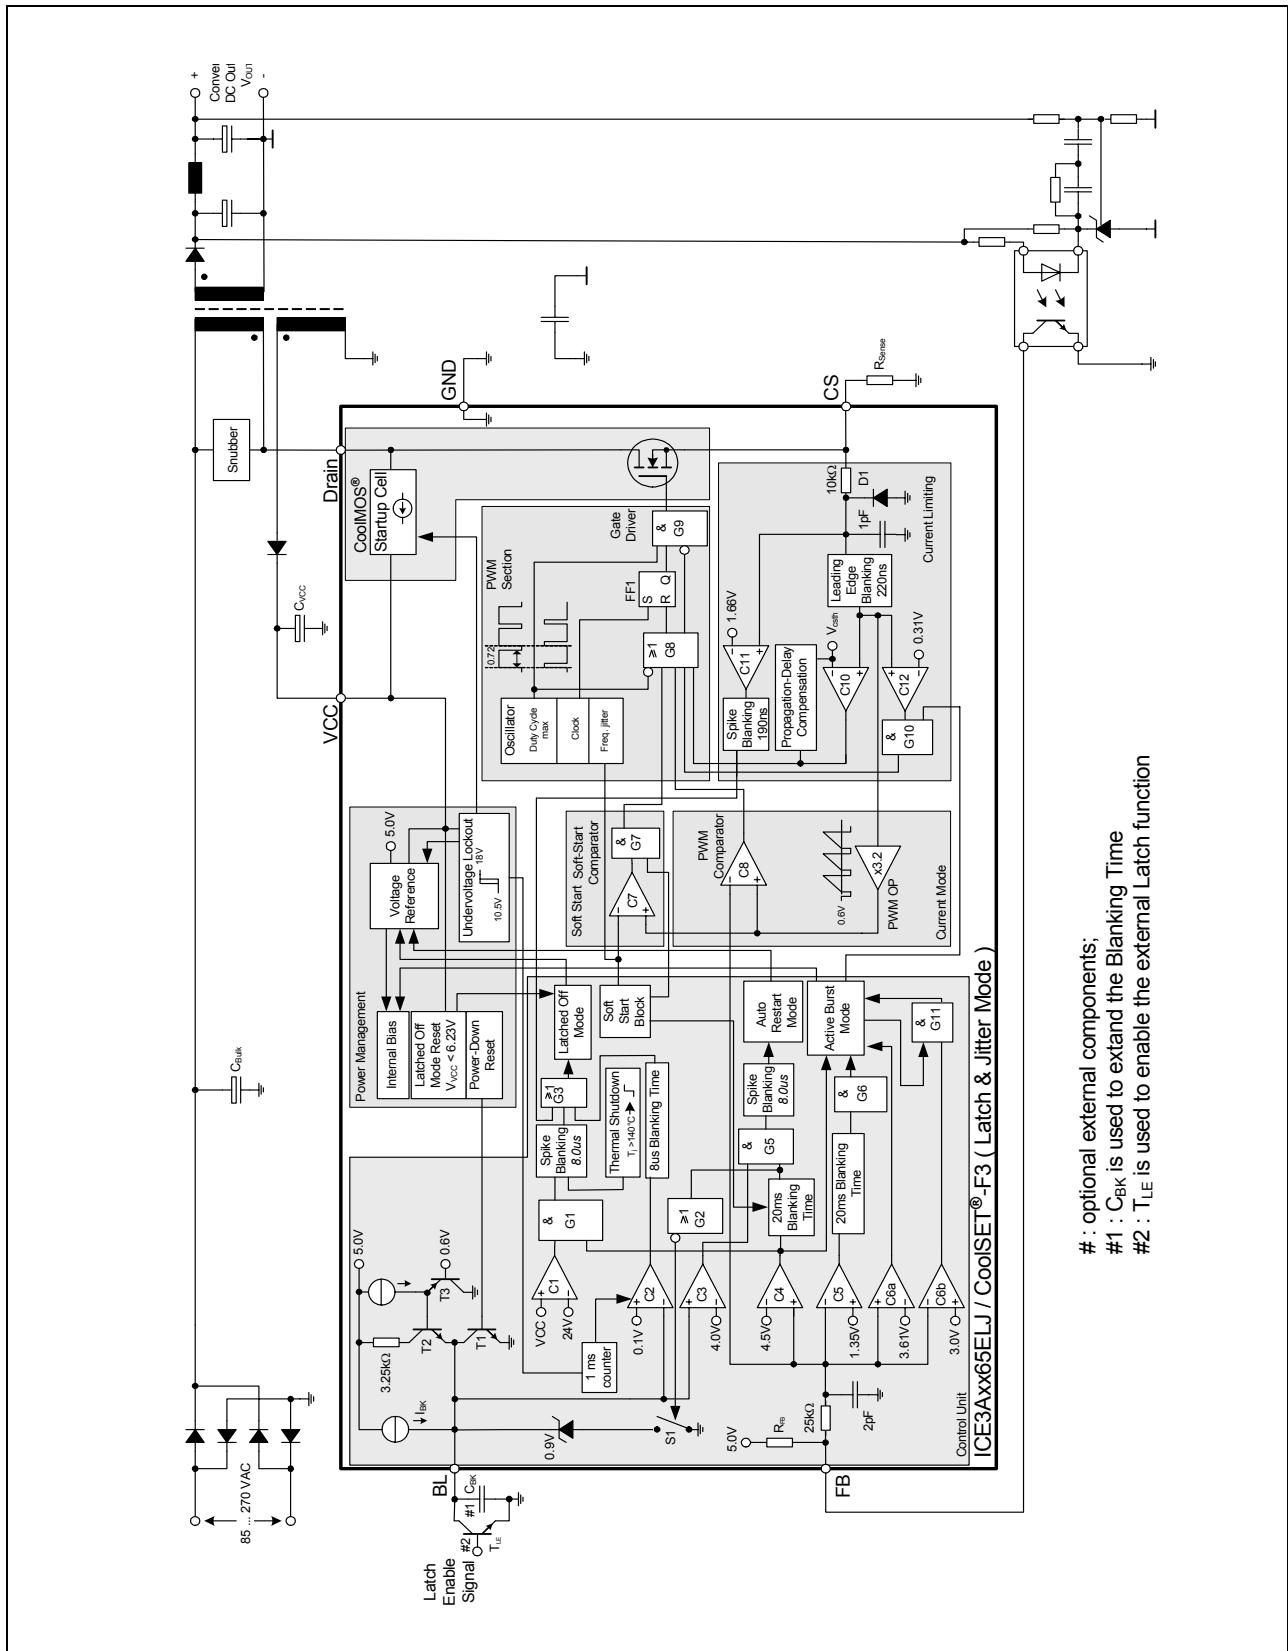 +
Conver
DC Out
VOUT
-
Snubber
CBulk
CVCC
85 ... 270 VAC
Drain
GND
CS
RSense
VCC
CoolMOS®
Startup Cell
PWM
Section
Gate
Driver
0.72
Oscillator
Duty Cycle
max
Clock
Freq. jitter
FF1
S
R
Q
&
G9
≥1
G8
10kΩ
D1
1pF
Current Limiting
Leading
Edge
Blanking
220ns
1.66V
C11
Spike
Blanking
190ns
Propagation-Delay
Compensation
Vcsth
C10
0.31V
C12
&
G10
Power Management
Voltage
Reference
5.0V
Undervoltage Lockout
18V
10.5V
Internal Bias
Latched Off
Mode Reset
VVCC < 6.23V
Power-Down
Reset
Soft Start
Soft-Start
Comparator
C7
&
G7
PWM
Comparator
C8
0.6V
x3.2
PWM OP
Current Mode
Latched Off
Mode
Soft
Start
Block
Auto
Restart
Mode
Active Burst
Mode
&
G11
≥1
G3
Spike
Blanking
8.0us
Thermal Shutdown
Tj >140°C
8us Blanking Time
Spike
Blanking
8.0us
&
G5
&
G6
&
G1
≥1
G2
20ms
Blanking
Time
20ms Blanking
Time
5.0V
3.25kΩ
T2
T3
0.6V
T1
IBK
0.9V
S1
1 ms
counter
VCC
24V
C1
0.1V
C2
4.0V
C3
4.5V
C4
1.35V
C5
3.61V
C6a
3.0V
C6b
5.0V
RFB
25kΩ
2pF
Control Unit
BL
FB
#1
CBK
#2
TLE
Latch
Enable
Signal
ICE3Axx65ELJ / CoolSET®-F3 ( Latch & Jitter Mode )
# : optional external components;
#1 : CBK is used to extand the Blanking Time
#2 : TLE is used to enable the external Latch function